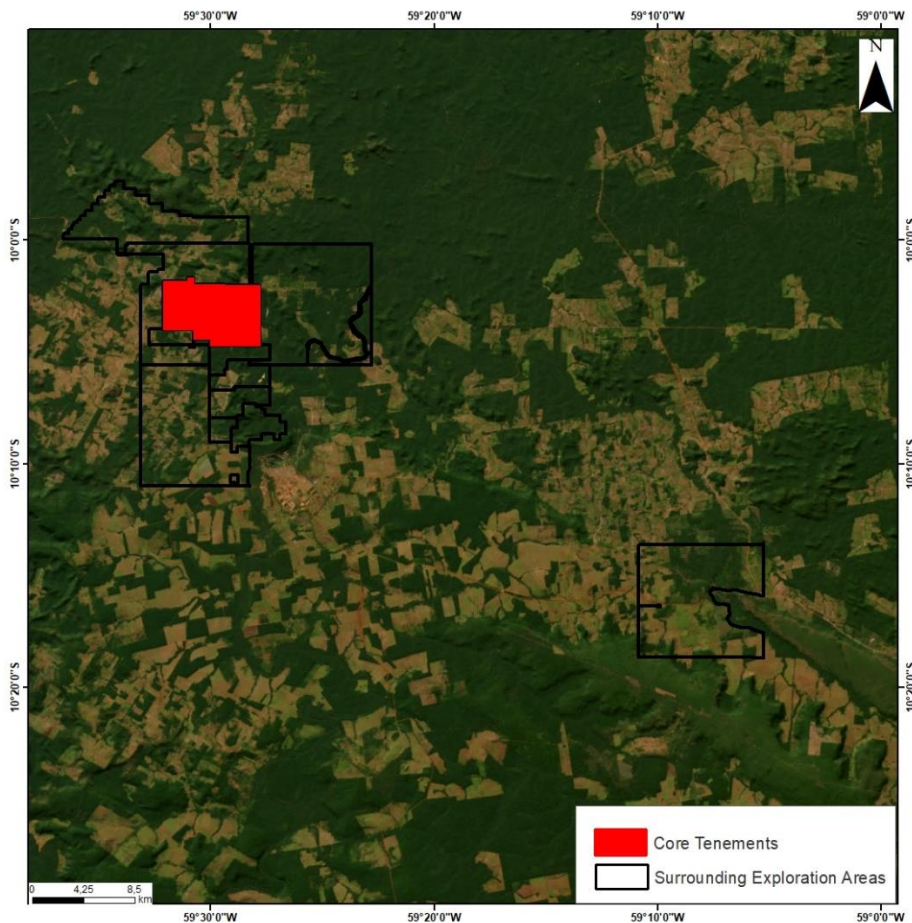 59°30'0"W 59°20'0"W 59°10'0"W 59°0'0"W
N
10°0'0"S 10°0'0"S
10°10'0"S 10°10'0"S
10°20'0"S 10°20'0"S
Core Tenements
Surrounding Exploration Areas
0 4,25 8,5
km
59°30'0"W 59°20'0"W 59°10'0"W 59°0'0"W